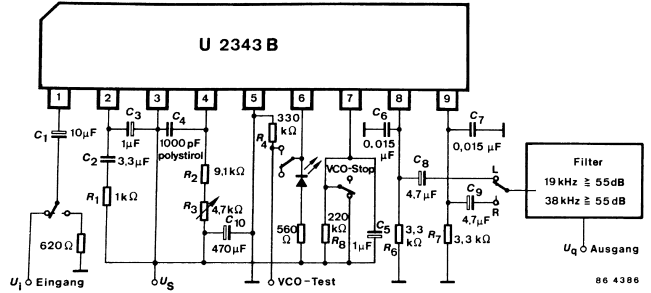 U 2343 B
1 2 3 4 5 6 7 8 9
C1 10µF
C2 3,3µF
R1 1kΩ
620Ω
Ui Eingang
C3 1µF
C4 1000 pF polystirol
R2 9,1kΩ
R3 4,7kΩ
C10 470µF
US
330 kΩ
R4
VCO-Test
560 Ω
VCO-Stop
220 kΩ
R8
1µF C5
C6 0,015 µF
C7 0,015 µF
C8 4,7µF
C9 4,7µF
L
R
3,3 kΩ
R6
R7 3,3 kΩ
Filter
19kHz ≧ 55dB
38kHz ≧ 55dB
Uq Ausgang
86 4386